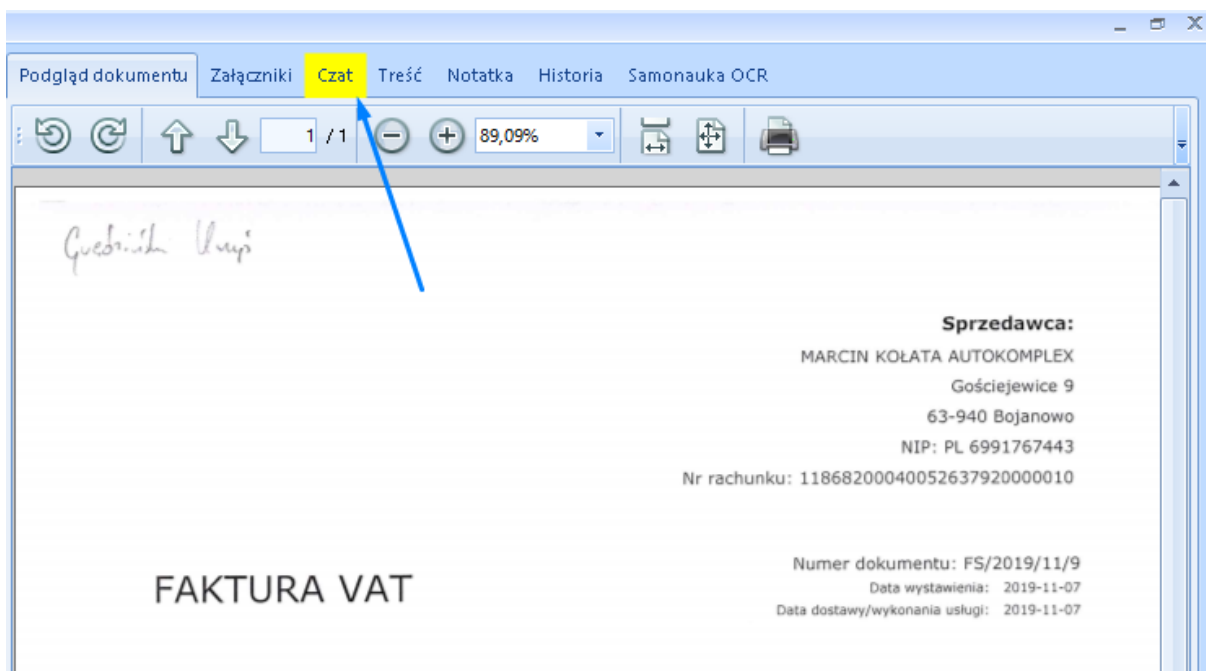 Podgląd dokumentu Załączniki Czat Treść Notatka Historia Samonauka OCR
1 / 1 89,09%
Sprzedawca:
MARCIN KOŁATA AUTOKOMPLEX
Gościejewice 9
63-940 Bojanowo
NIP: PL 6991767443
Nr rachunku: 11868200040052637920000010
Numer dokumentu: FS/2019/11/9
FAKTURA VAT
Data wystawienia: 2019-11-07
Data dostawy/wykonania usługi: 2019-11-07